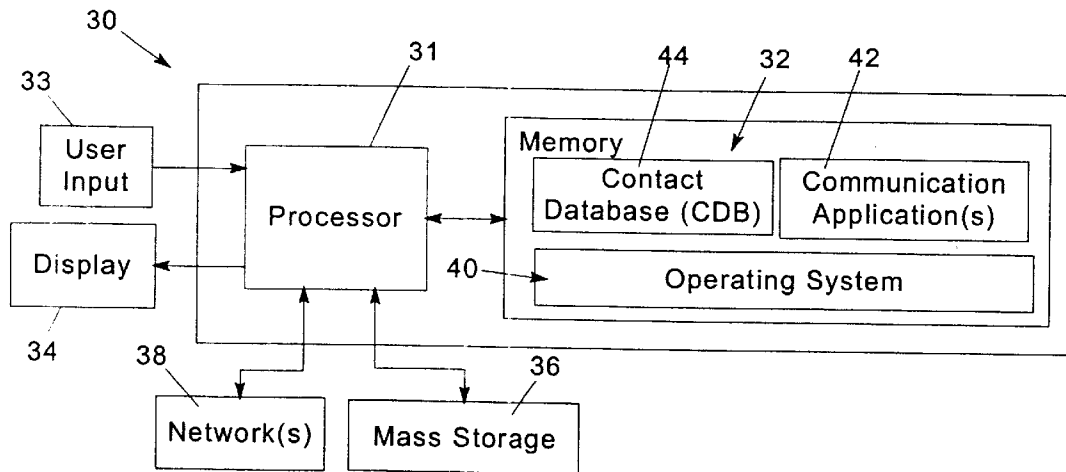 30
44
32
42
31
33
Memory
User
Input
Contact
Database (CDB)
Communication
Application(s)
Processor
Display
40
Operating System
34
38
36
Network(s)
Mass Storage